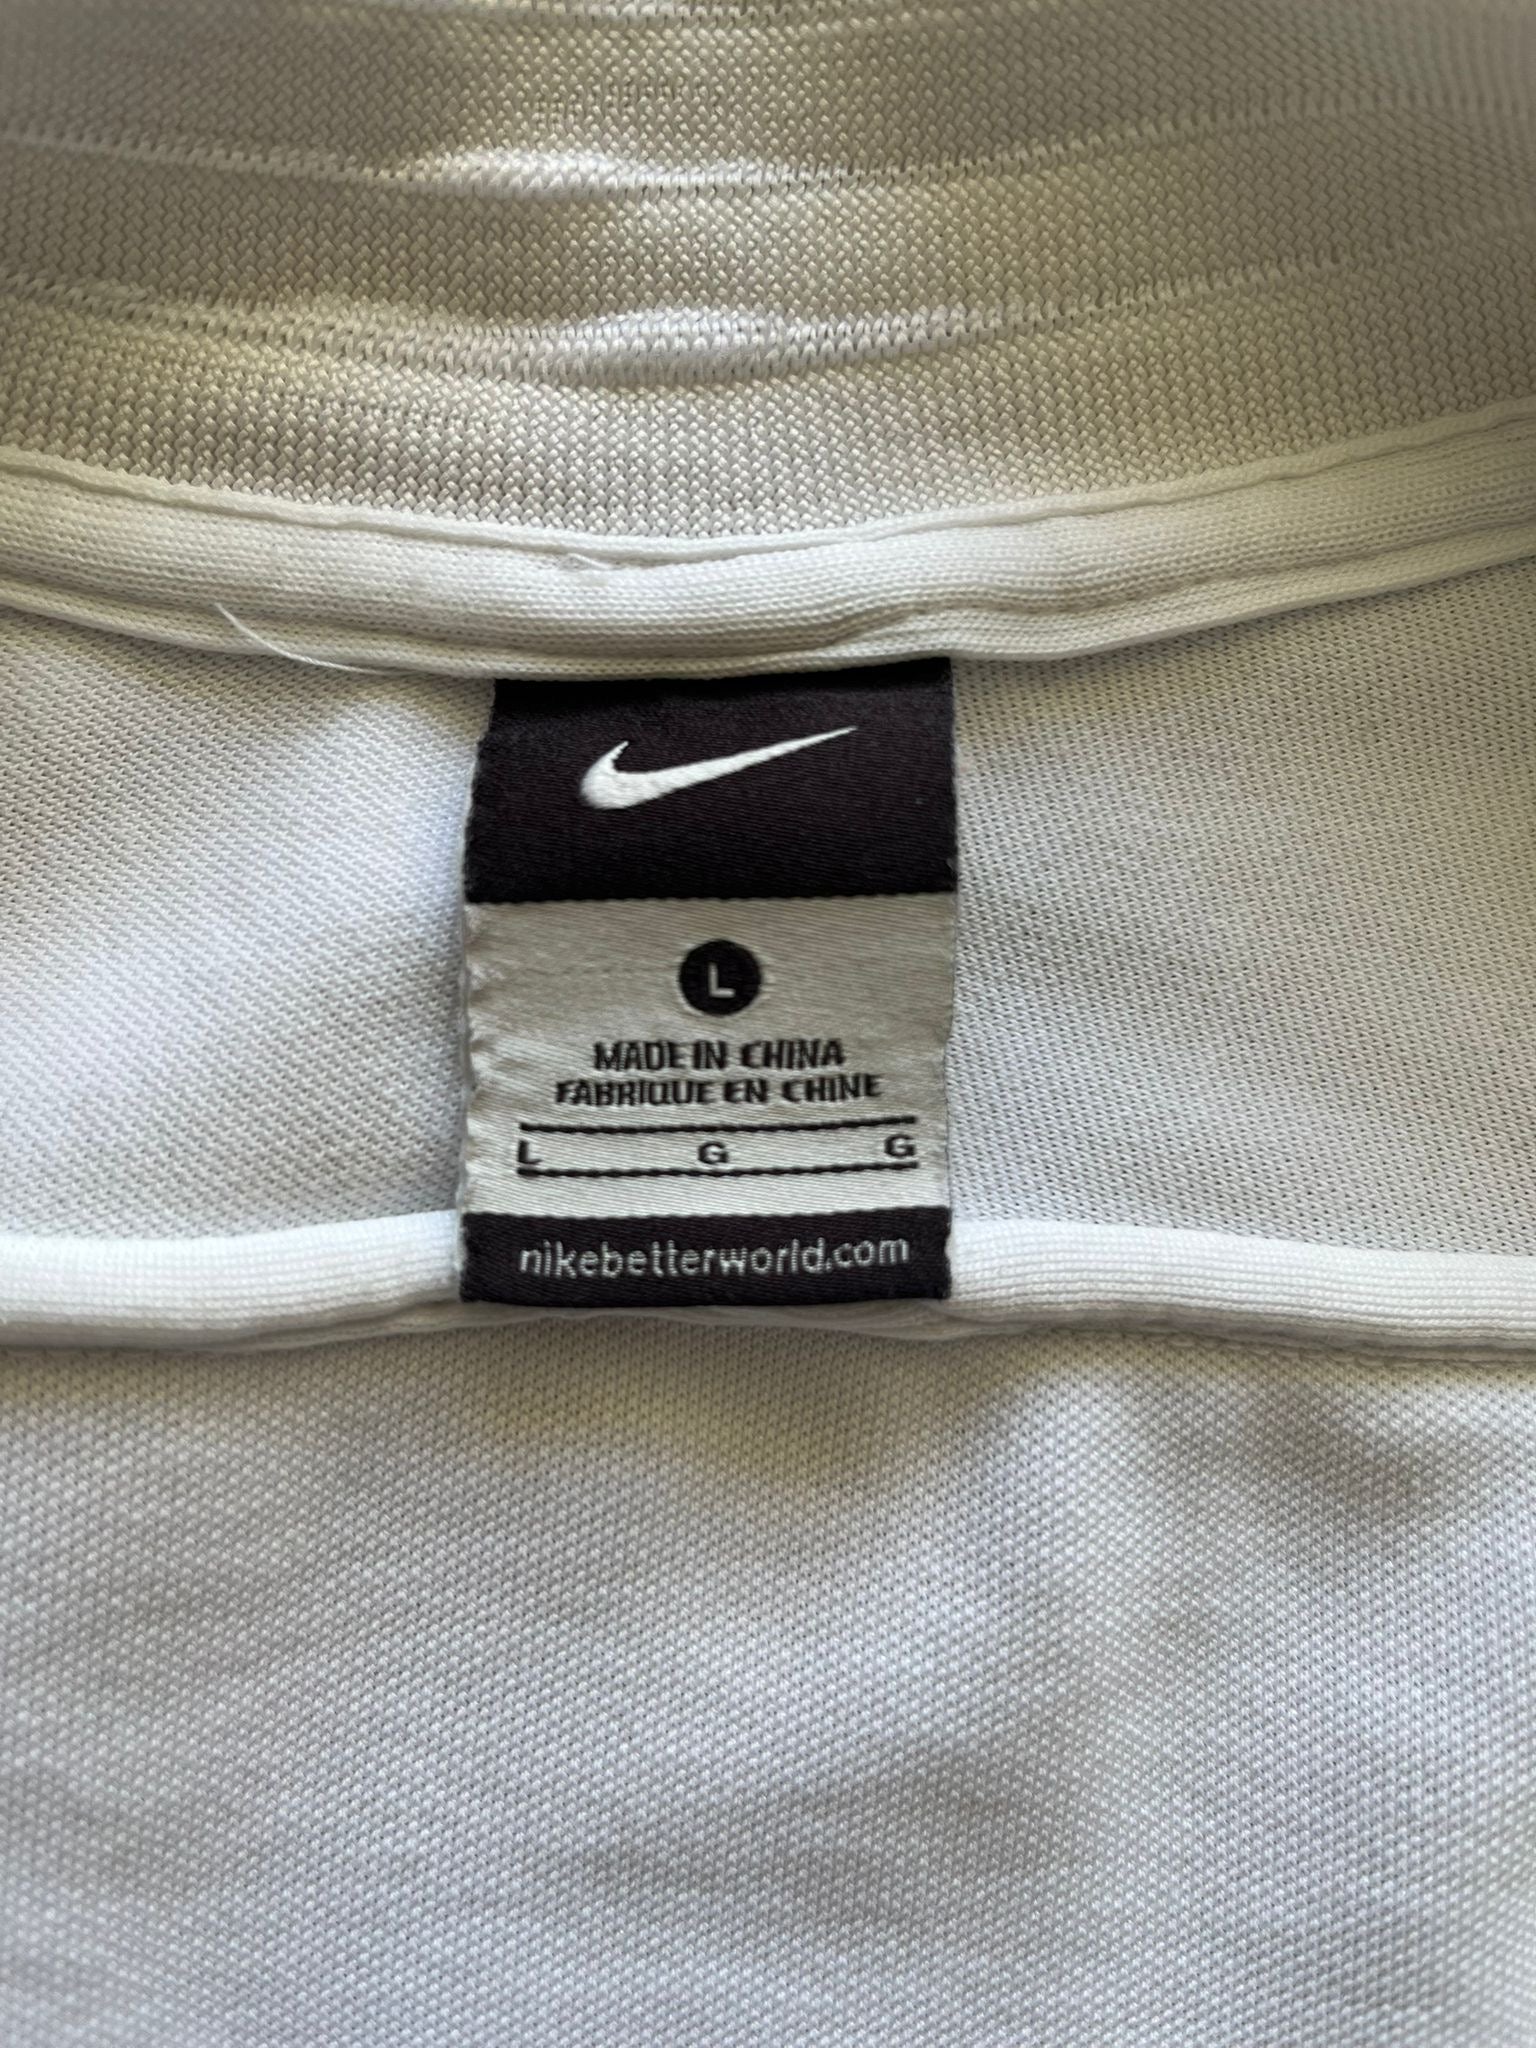 L
MADE IN CHINA
FABRIQUE EN CHINE
L G G
nikebetterworld.com